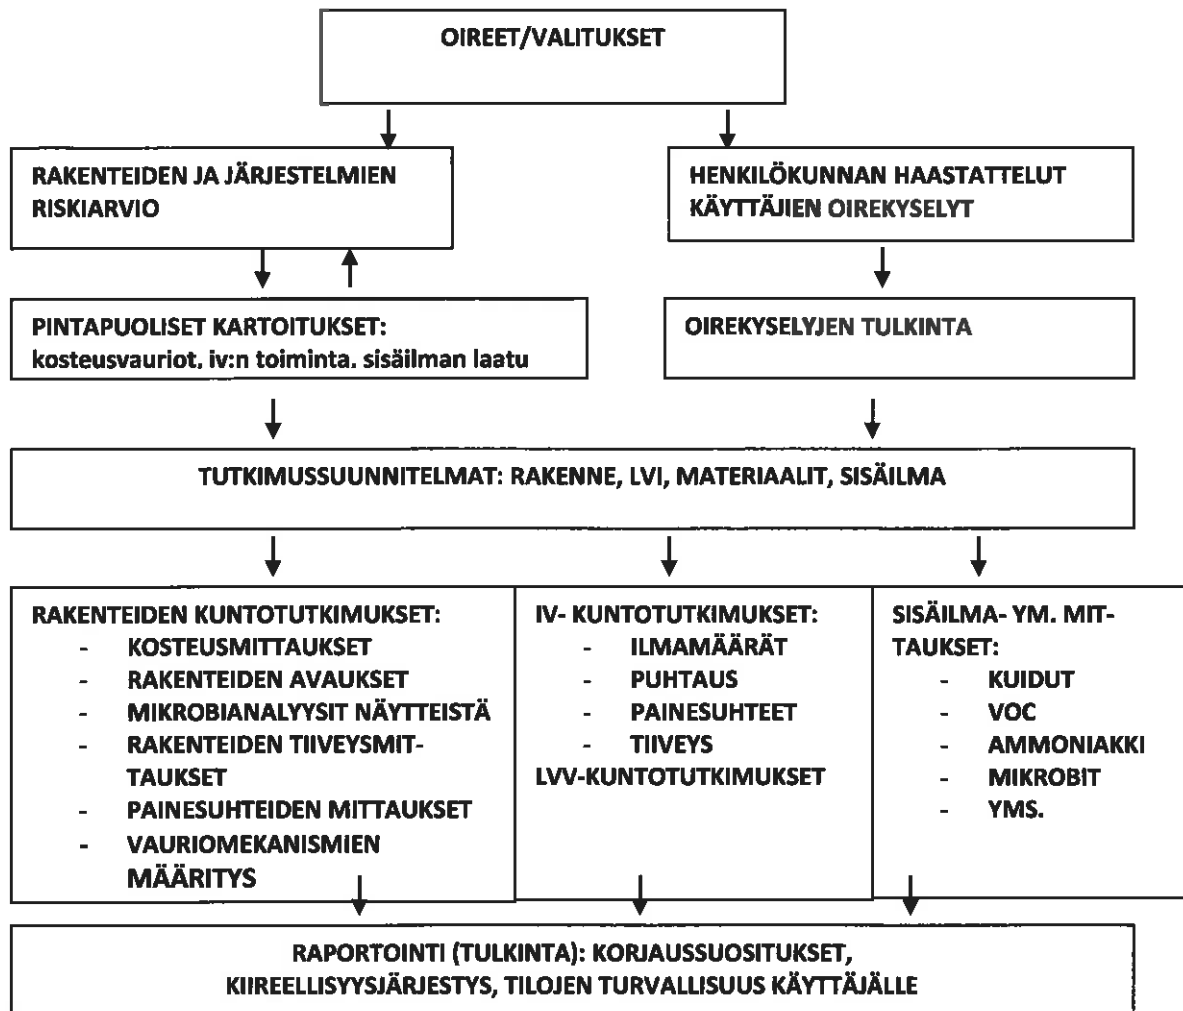 OIREET/VALITUKSET
RAKENTEIDEN JA JÄRJESTELMIEN
RISKIARVIO
HENKILÖKUNNAN HAASTATTELUT
KÄYTTÄJIEN OIREKYSELYT
PINTAPUOLISET KARTOITUKSET:
kosteusvauriot, iv:n toiminta, sisäilman laatu
OIREKYSELYJEN TULKINTA
TUTKIMUSSUUNNITELMAT: RAKENNE, LVI, MATERIAALIT, SISÄILMA
RAKENTEIDEN KUNTOTUTKIMUKSET:
- KOSTEUSMITTAUKSET
- RAKENTEIDEN AVAUKSET
- MIKROBIANALYYSIT NÄYTTEISTÄ
- RAKENTEIDEN TIIVEYSMIT-
TAUKSET
- PAINESUHTEIDEN MITTAUKSET
- VAURIOMEKANISMIEN
MÄÄRITYS
IV- KUNTOTUTKIMUKSET:
- ILMAMÄÄRÄT
- PUHTAUS
- PAINESUHTEET
- TIIVEYS
LVV-KUNTOTUTKIMUKSET
SISÄILMA- YM. MIT-
TAUKSET:
- KUIDUT
- VOC
- AMMONIAKKI
- MIKROBIT
- YMS.
RAPORTOINTI (TULKINTA): KORJAUSSUOSITUKSET,
KIIREELLISYYSJÄRJESTYS, TILOJEN TURVALLISUUS KÄYTTÄJÄLLE